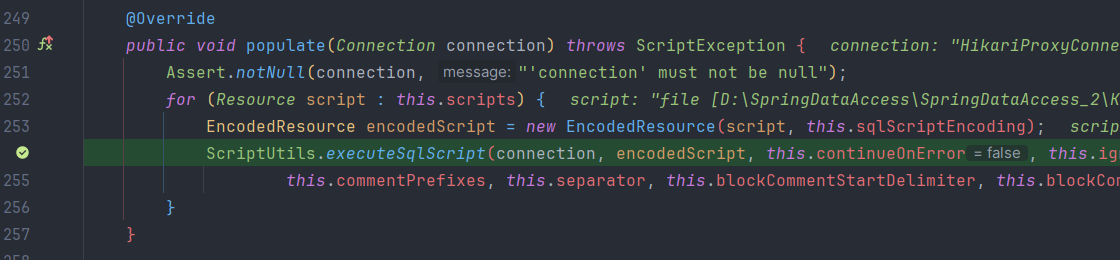 249 @Override
250 public void populate(Connection connection) throws ScriptException { connection: "HikariProxyConne
251 Assert.notNull(connection, message: "'connection' must not be null");
252 for (Resource script : this.scripts) { script: "file [D:\SpringDataAccess\SpringDataAccess_2\K
253 EncodedResource encodedScript = new EncodedResource(script, this.sqlScriptEncoding); scrip
ScriptUtils.executeSqlScript(connection, encodedScript, this.continueOnError = false , this.ig
255 this.commentPrefixes, this.separator, this.blockCommentStartDelimiter, this.blockCom
256 }
257 }
258